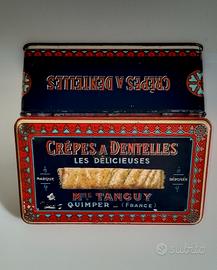 CRÊPES A DENTELLES
CRÊPES A DENTELLES
LES DÉLICIEUSES
MARQUE
DÉPOSÉE
Mlle TANGUY
QUIMPER _ (FRANCE)
subito